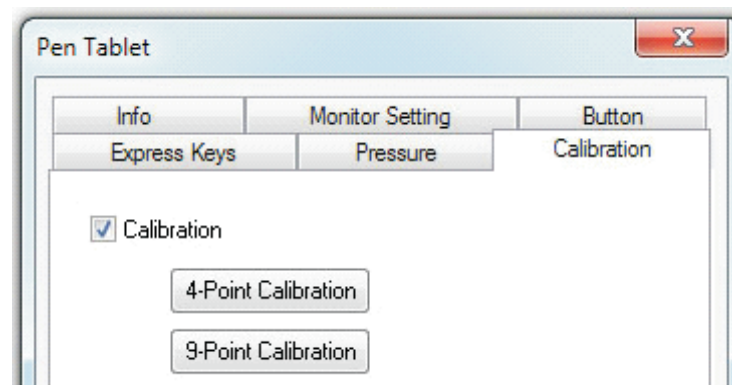 Pen Tablet
Info Monitor Setting Button
Express Keys Pressure Calibration
Calibration
4-Point Calibration
9-Point Calibration